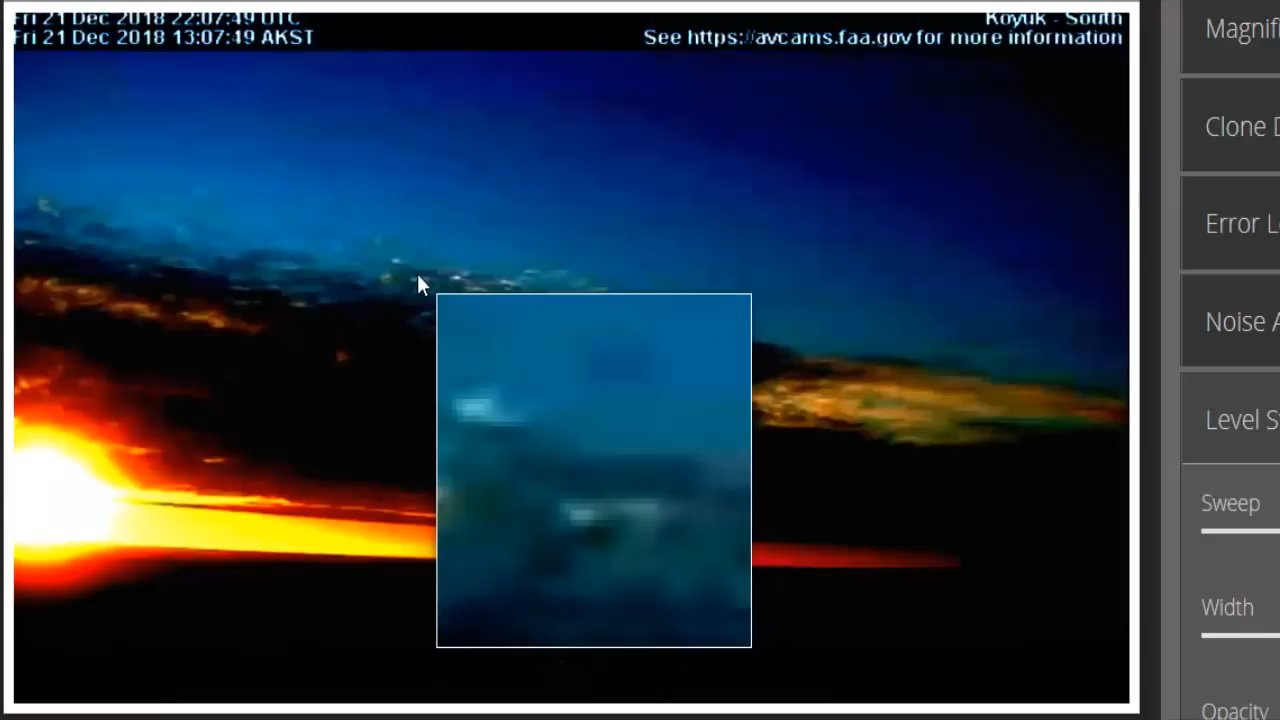 Fri 21 Dec 2018 22:07:49 UTC
Koyuk - South
Fri 21 Dec 2018 13:07:49 AKST
See https://avcams.faa.gov for more information
Magnif
Clone D
Error L
Noise A
Level S
Sweep
Width
Opacity